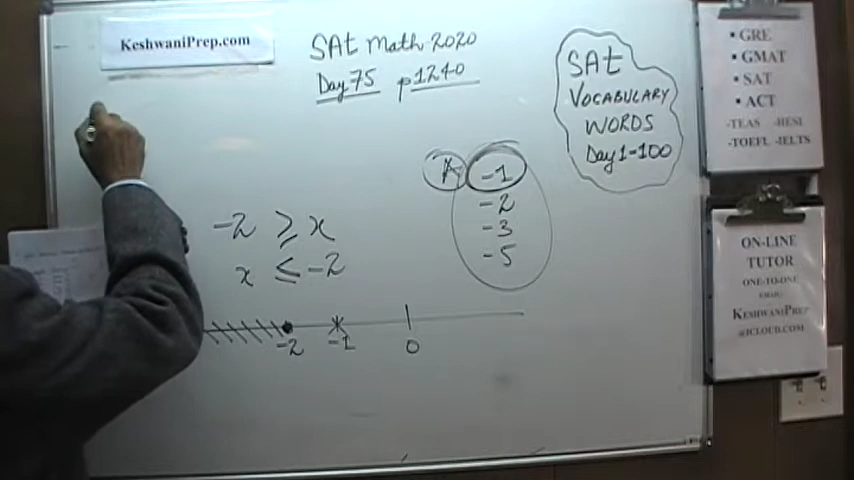 KeshwaniPrep.com
SAt Math 2020
Day 75 p1240
SAt
VOCABULARY
WORDS
Day 1-100
A -1
-2
-3
-5
-2 ≥ x
x ≤ -2
-2 -1 0
• GRE
• GMAT
• SAT
• ACT
-TEAS -HESI
-TOEFL -IELTS
ON-LINE
TUTOR
ONE-TO-ONE
EMAIL:
KESHWANIPREP
@ICLOUD.COM